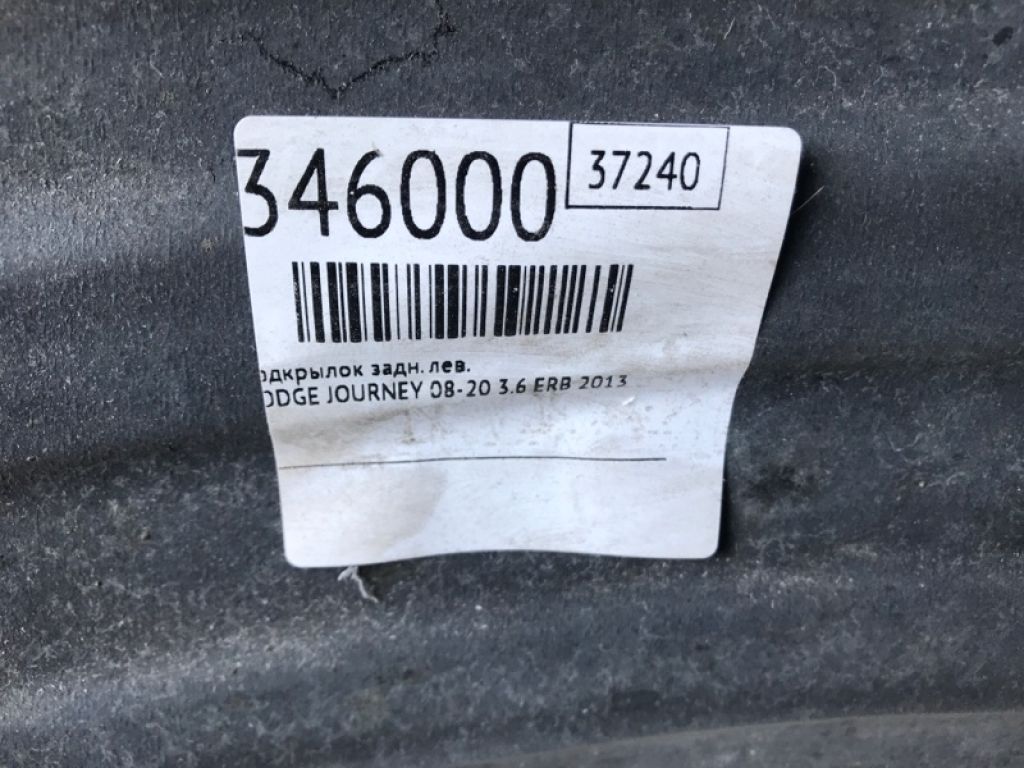 346000
37240
одкрылок задн. лев.
ODGE JOURNEY 08-20 3.6 ERB 2013